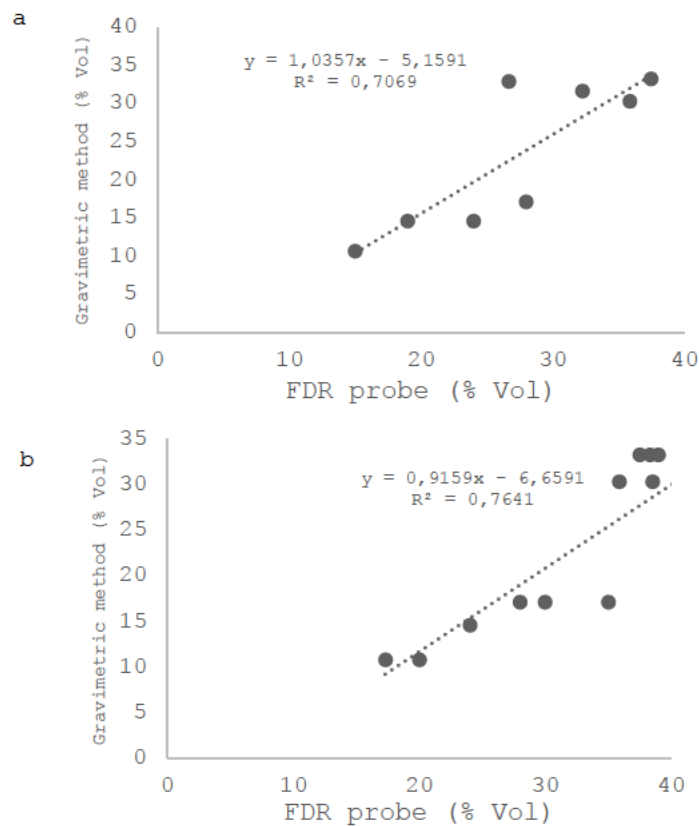 a
40
35
30
25
20
15
10
5
0
Gravimetric method (% Vol)
y = 1,0357x - 5,1591
R² = 0,7069
0 10 20 30 40
FDR probe (% Vol)
b
35
30
25
20
15
10
5
0
Gravimetric method (% Vol)
y = 0,9159x - 6,6591
R² = 0,7641
0 10 20 30 40
FDR probe (% Vol)